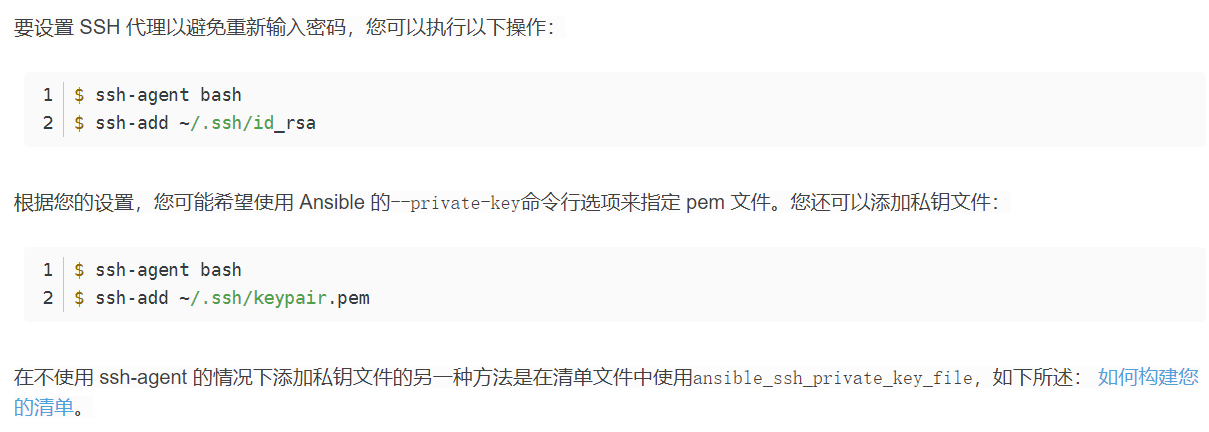 要设置 SSH 代理以避免重新输入密码，您可以执行以下操作：
1 $ ssh-agent bash
2 $ ssh-add ~/.ssh/id_rsa
根据您的设置，您可能希望使用 Ansible 的--private-key命令行选项来指定 pem 文件。您还可以添加私钥文件：
1 $ ssh-agent bash
2 $ ssh-add ~/.ssh/keypair.pem
在不使用 ssh-agent 的情况下添加私钥文件的另一种方法是在清单文件中使用ansible_ssh_private_key_file，如下所述： 如何构建您
的清单。